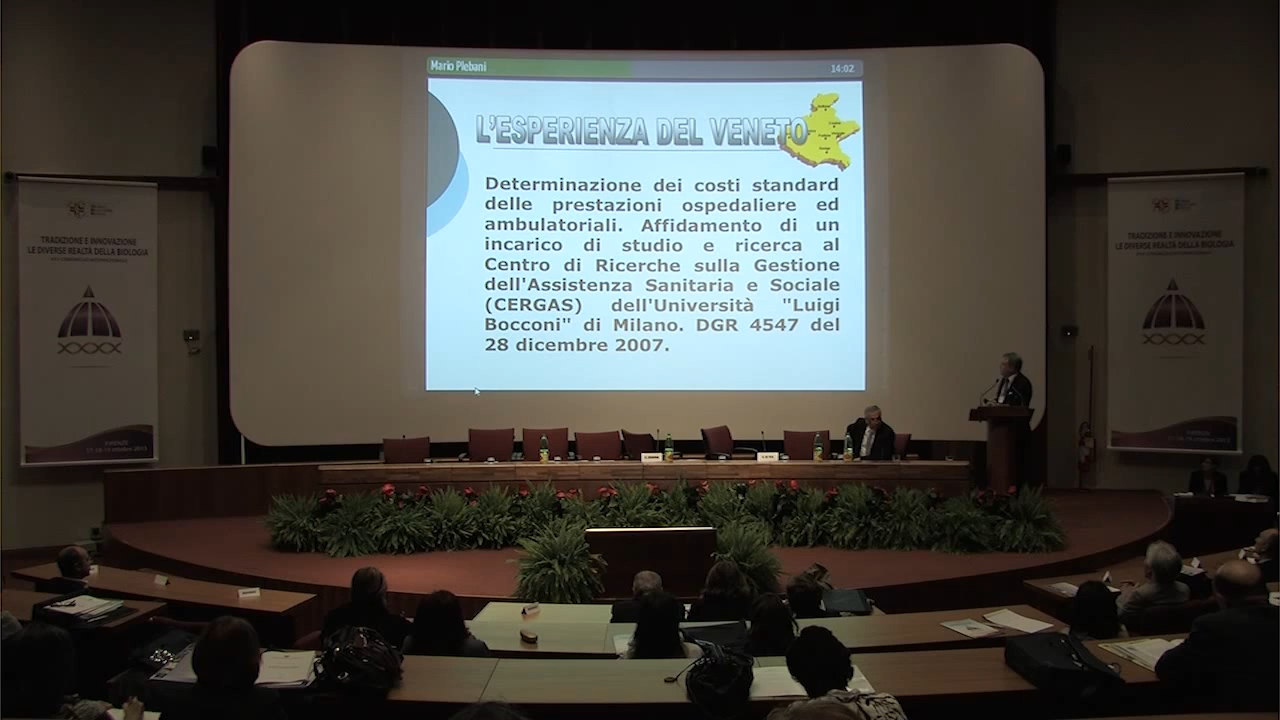 Mario Plebani
14:02
L'ESPERIENZA DEL VENETO
Determinazione dei costi standard
delle prestazioni ospedaliere ed
ambulatoriali. Affidamento di un
incarico di studio e ricerca al
Centro di Ricerche sulla Gestione
dell'Assistenza Sanitaria e Sociale
(CERGAS) dell'Università "Luigi
Bocconi" di Milano. DGR 4547 del
28 dicembre 2007.
TRADIZIONE E INNOVAZIONE
LE DIVERSE REALTÀ DELLA BIOLOGIA
TRADIZIONE E INNOVAZIONE
LE DIVERSE REALTÀ DELLA BIOLOGIA